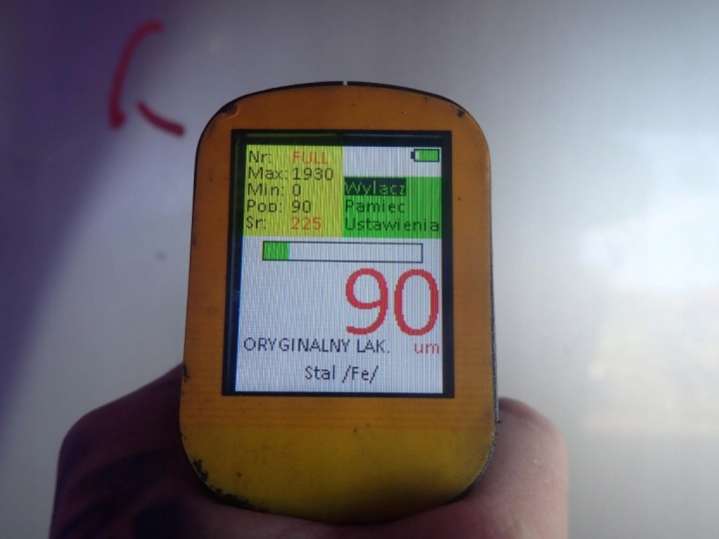 Nr: FULL
Max: 1930
Min: 0
Pop: 90
Sr: 225
Wylacz
Pamiec
Ustawienia
90
ORYGINALNY LAK. um
Stal /Fe/